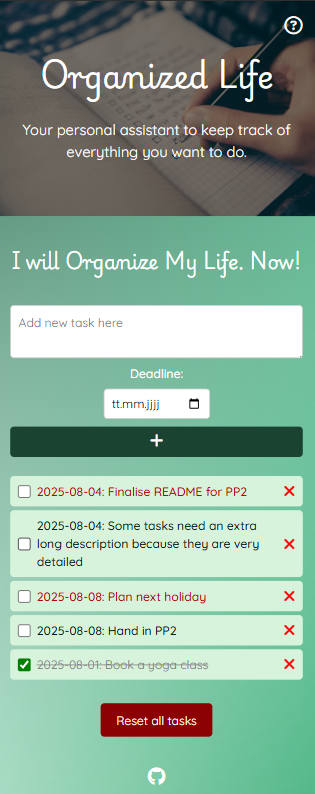 ?
Organized Life
Your personal assistant to keep track of
everything you want to do.
I will Organize My Life. Now!
Add new task here
Deadline:
tt.mm.jjjj
+
2025-08-04: Finalise README for PP2
2025-08-04: Some tasks need an extra
long description because they are very
detailed
2025-08-08: Plan next holiday
2025-08-08: Hand in PP2
2025-08-01: Book a yoga class
Reset all tasks